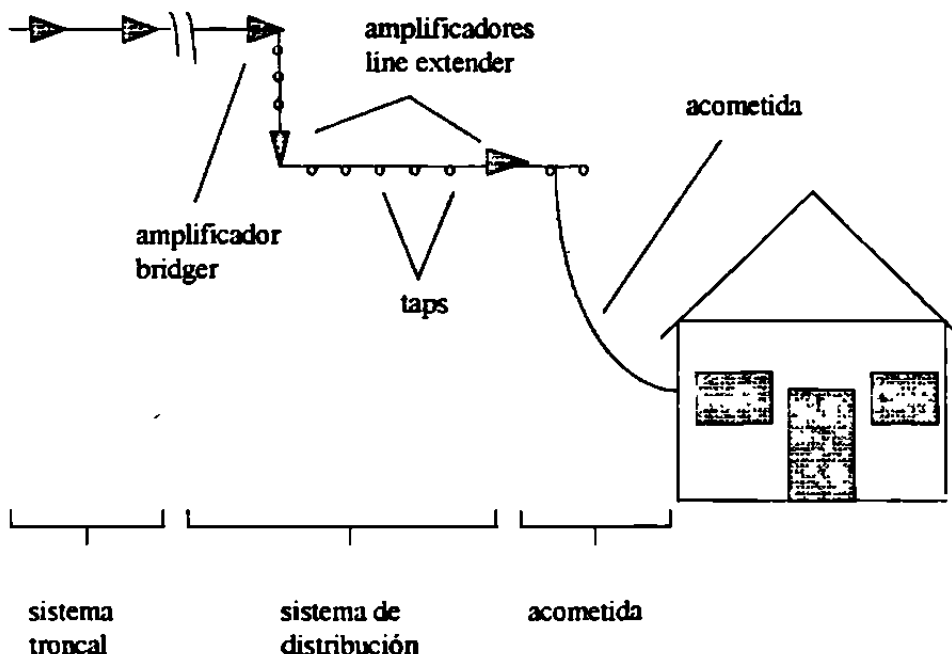 amplificadores
line extender
acometida
amplificador
bridger
taps
sistema
troncal
sistema de
distribución
acometida